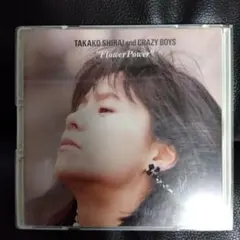 TAKAKO SHIRAI and CRAZY BOYS
"Flower Power"